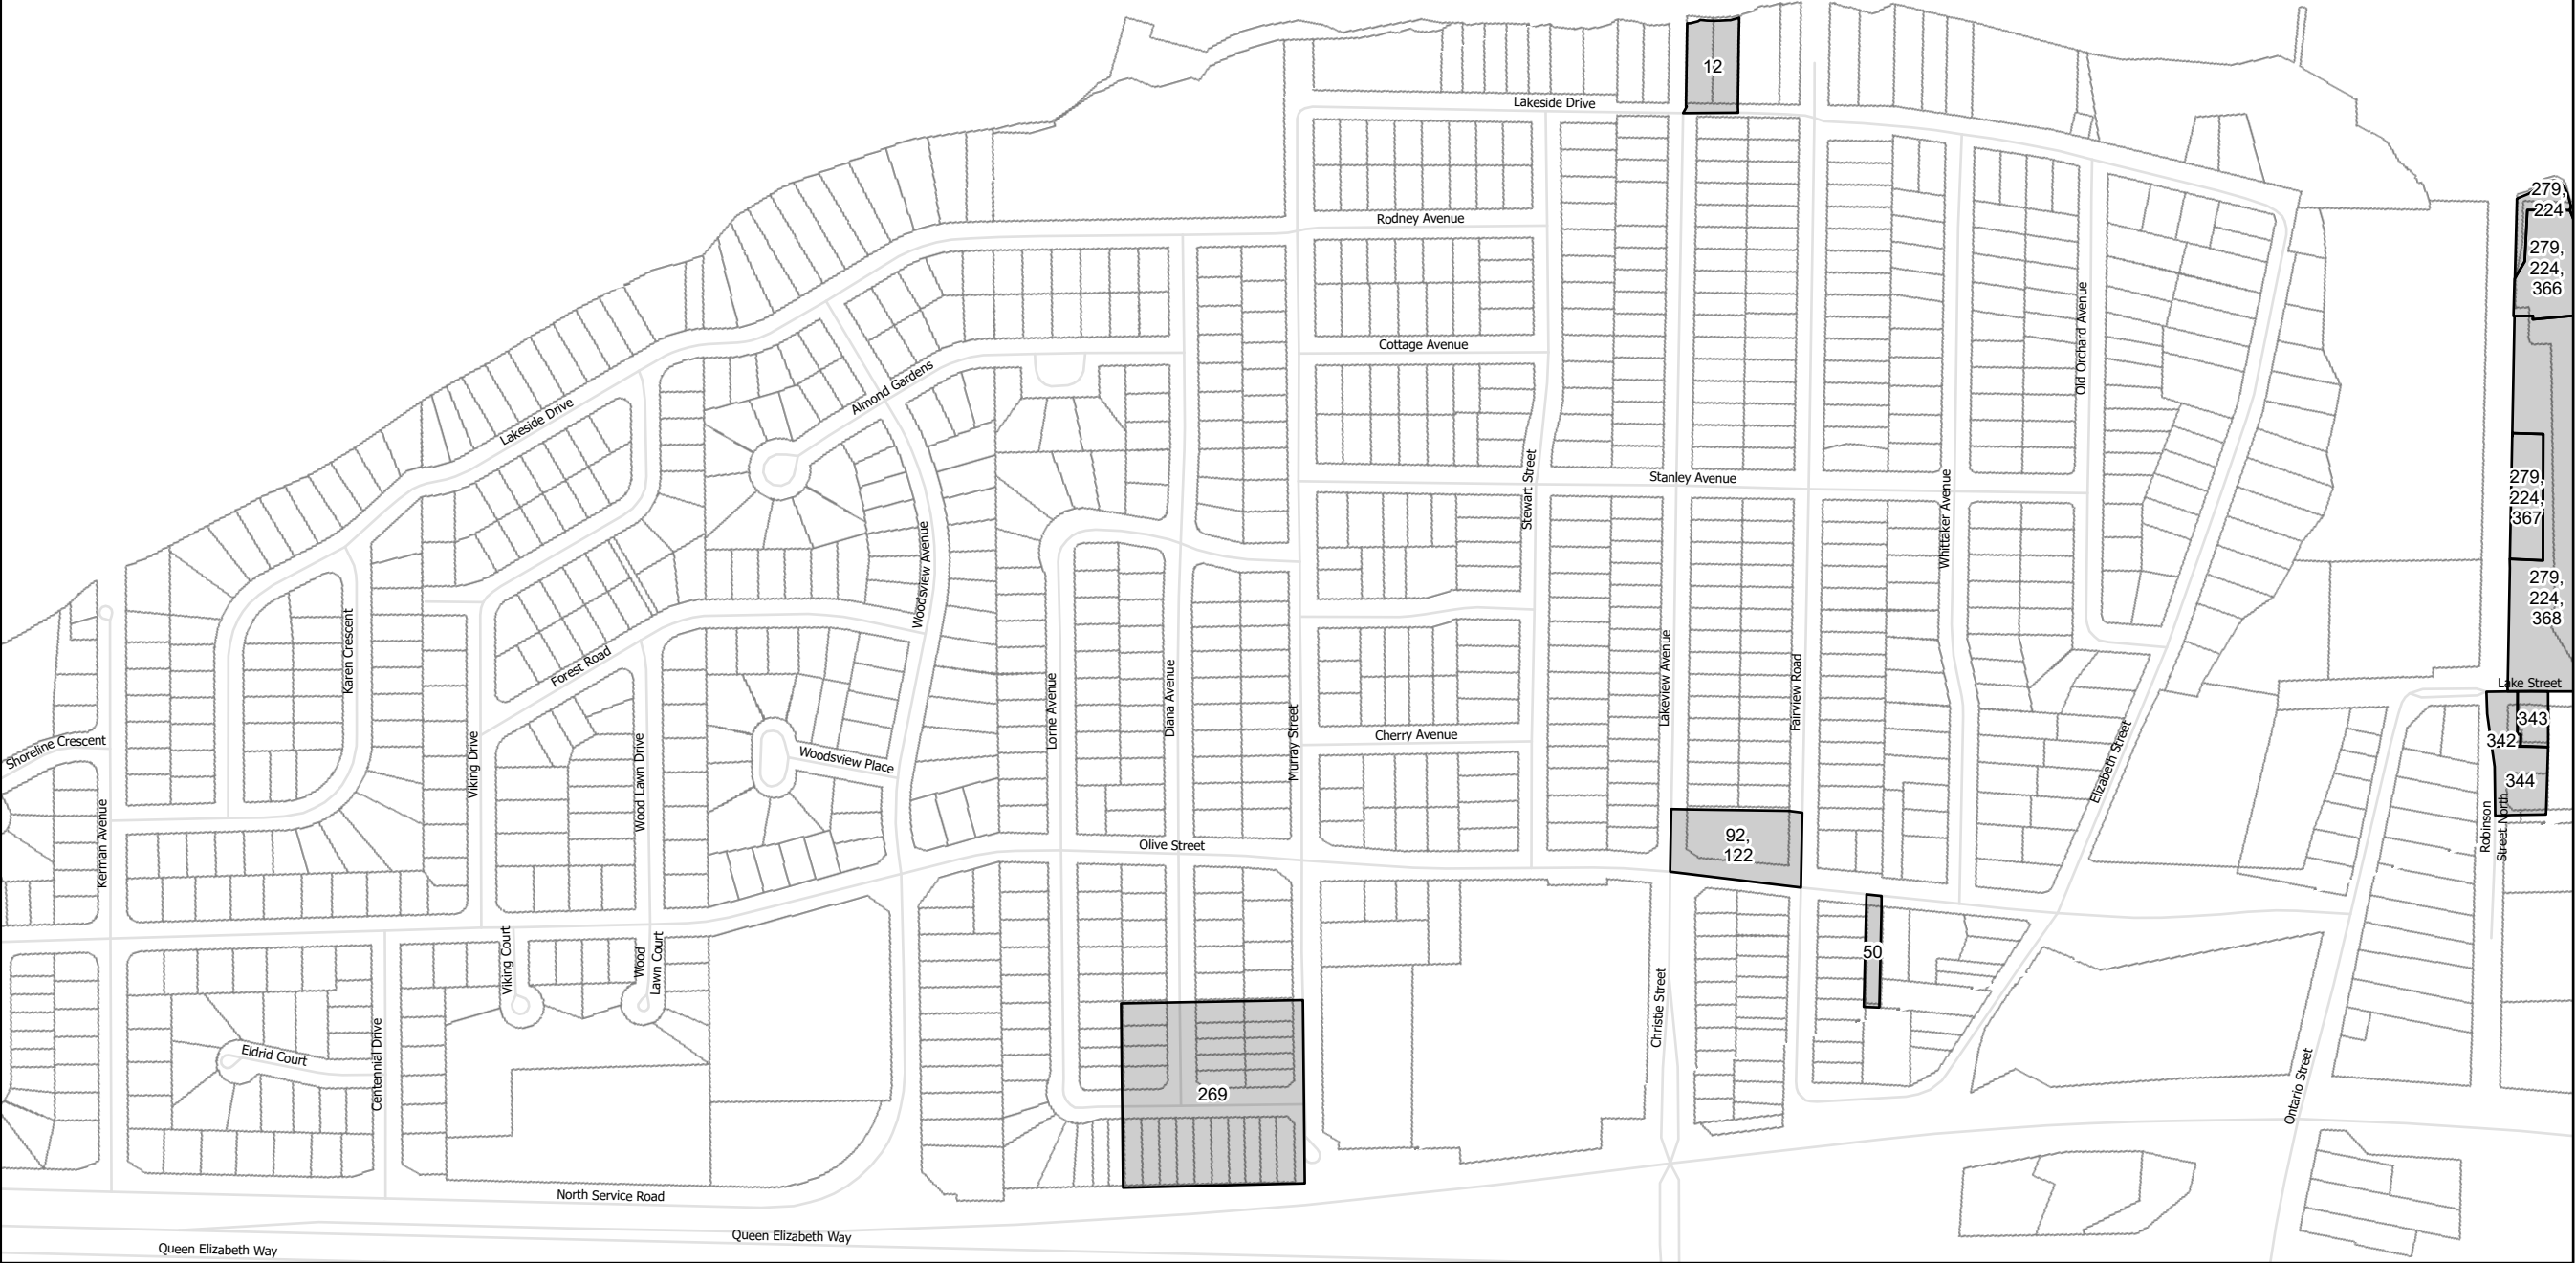 12
Lakeside Drive
279,
224
Rodney Avenue
279,
224,
366
Old Orchard Avenue
Cottage Avenue
Almond Gardens
Lakeside Drive
Stewart Street
Stanley Avenue
Whittaker Avenue
279,
224,
367
Woodsview Avenue
279,
224,
368
Karen Crescent
Forest Road
Lorne Avenue
Diana Avenue
Murray Street
Lakeview Avenue
Fairview Road
Lake Street
343
342
344
Shoreline Crescent
Cherry Avenue
Viking Drive
Wood Lawn Drive
Woodsview Place
Elizabeth Street
Kerman Avenue
Robinson
Street North
Olive Street
92,
122
50
Viking Court
Wood
Lawn Court
Christie Street
Eldrid Court
Centennial Drive
269
Ontario Street
North Service Road
Queen Elizabeth Way
Queen Elizabeth Way